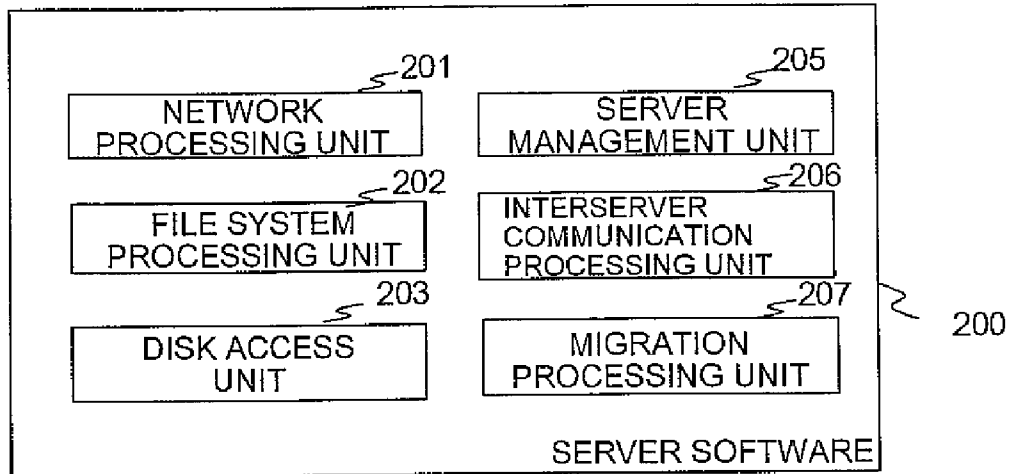 201
NETWORK
PROCESSING UNIT
202
FILE SYSTEM
PROCESSING UNIT
203
DISK ACCESS
UNIT
205
SERVER
MANAGEMENT UNIT
206
INTERSERVER
COMMUNICATION
PROCESSING UNIT
207
MIGRATION
PROCESSING UNIT
200
SERVER SOFTWARE